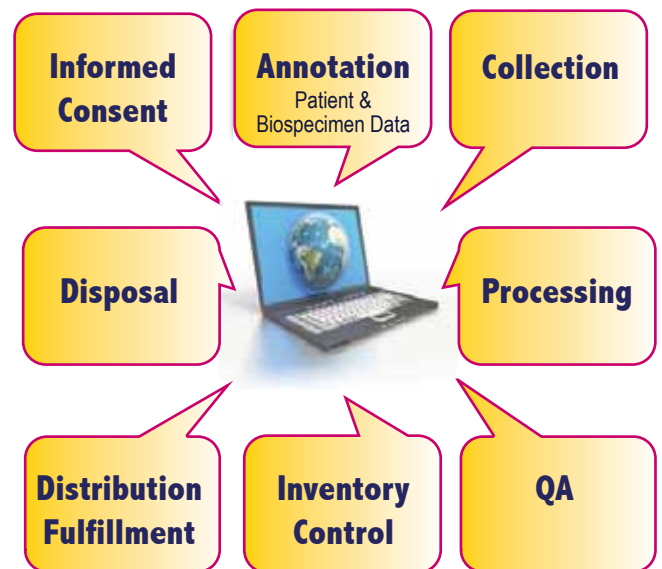 Informed
Consent
Annotation
Patient &
Biospecimen Data
Collection
Disposal
Processing
Distribution
Fulfillment
Inventory
Control
QA